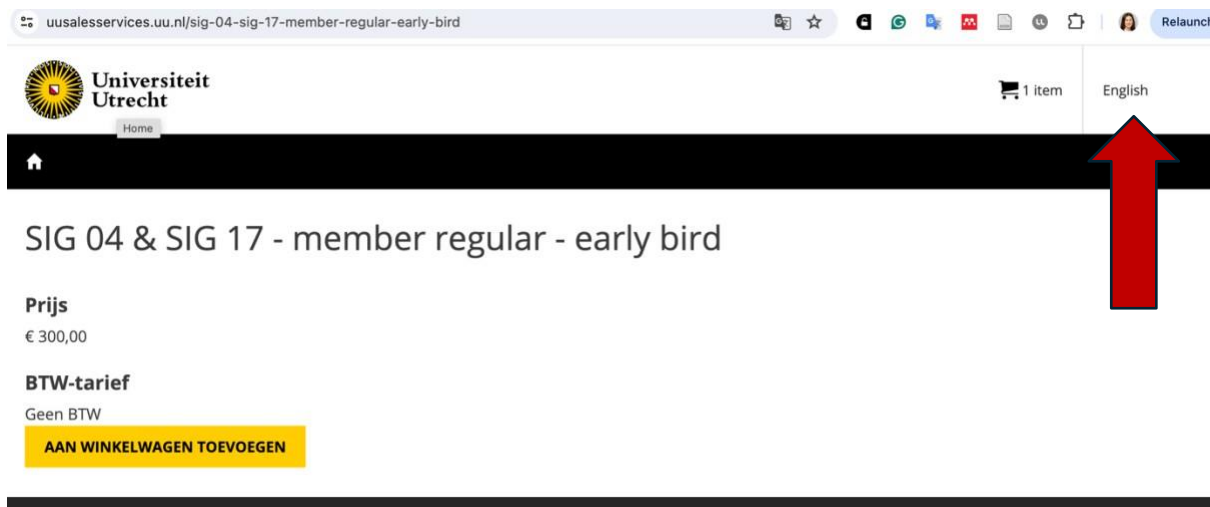 uusalesservices.uu.nl/sig-04-sig-17-member-regular-early-bird
Relaunch
Universiteit
Utrecht
1 item
English
Home
SIG 04 & SIG 17 - member regular - early bird
Prijs
€ 300,00
BTW-tarief
Geen BTW
AAN WINKELWAGEN TOEVOEGEN